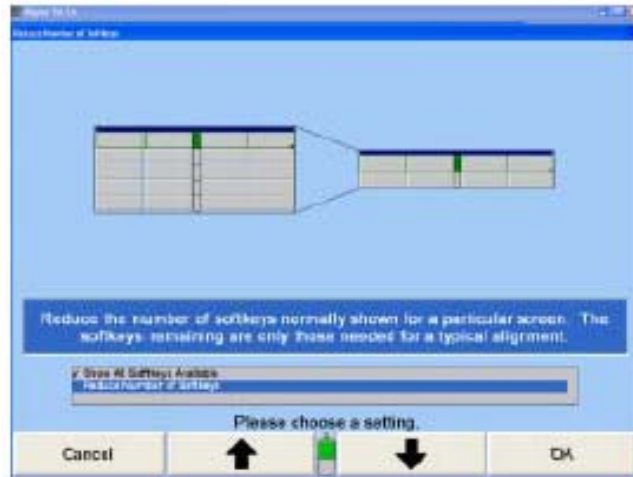 Reduce Number of Softkeys
Reduce the number of softkeys normally shown for a particular screen. The
softkeys remaining are only those needed for a typical alignment.
✓ Show All Softkeys Available
Reduce Number of Softkeys
Please choose a setting.
Cancel
OK